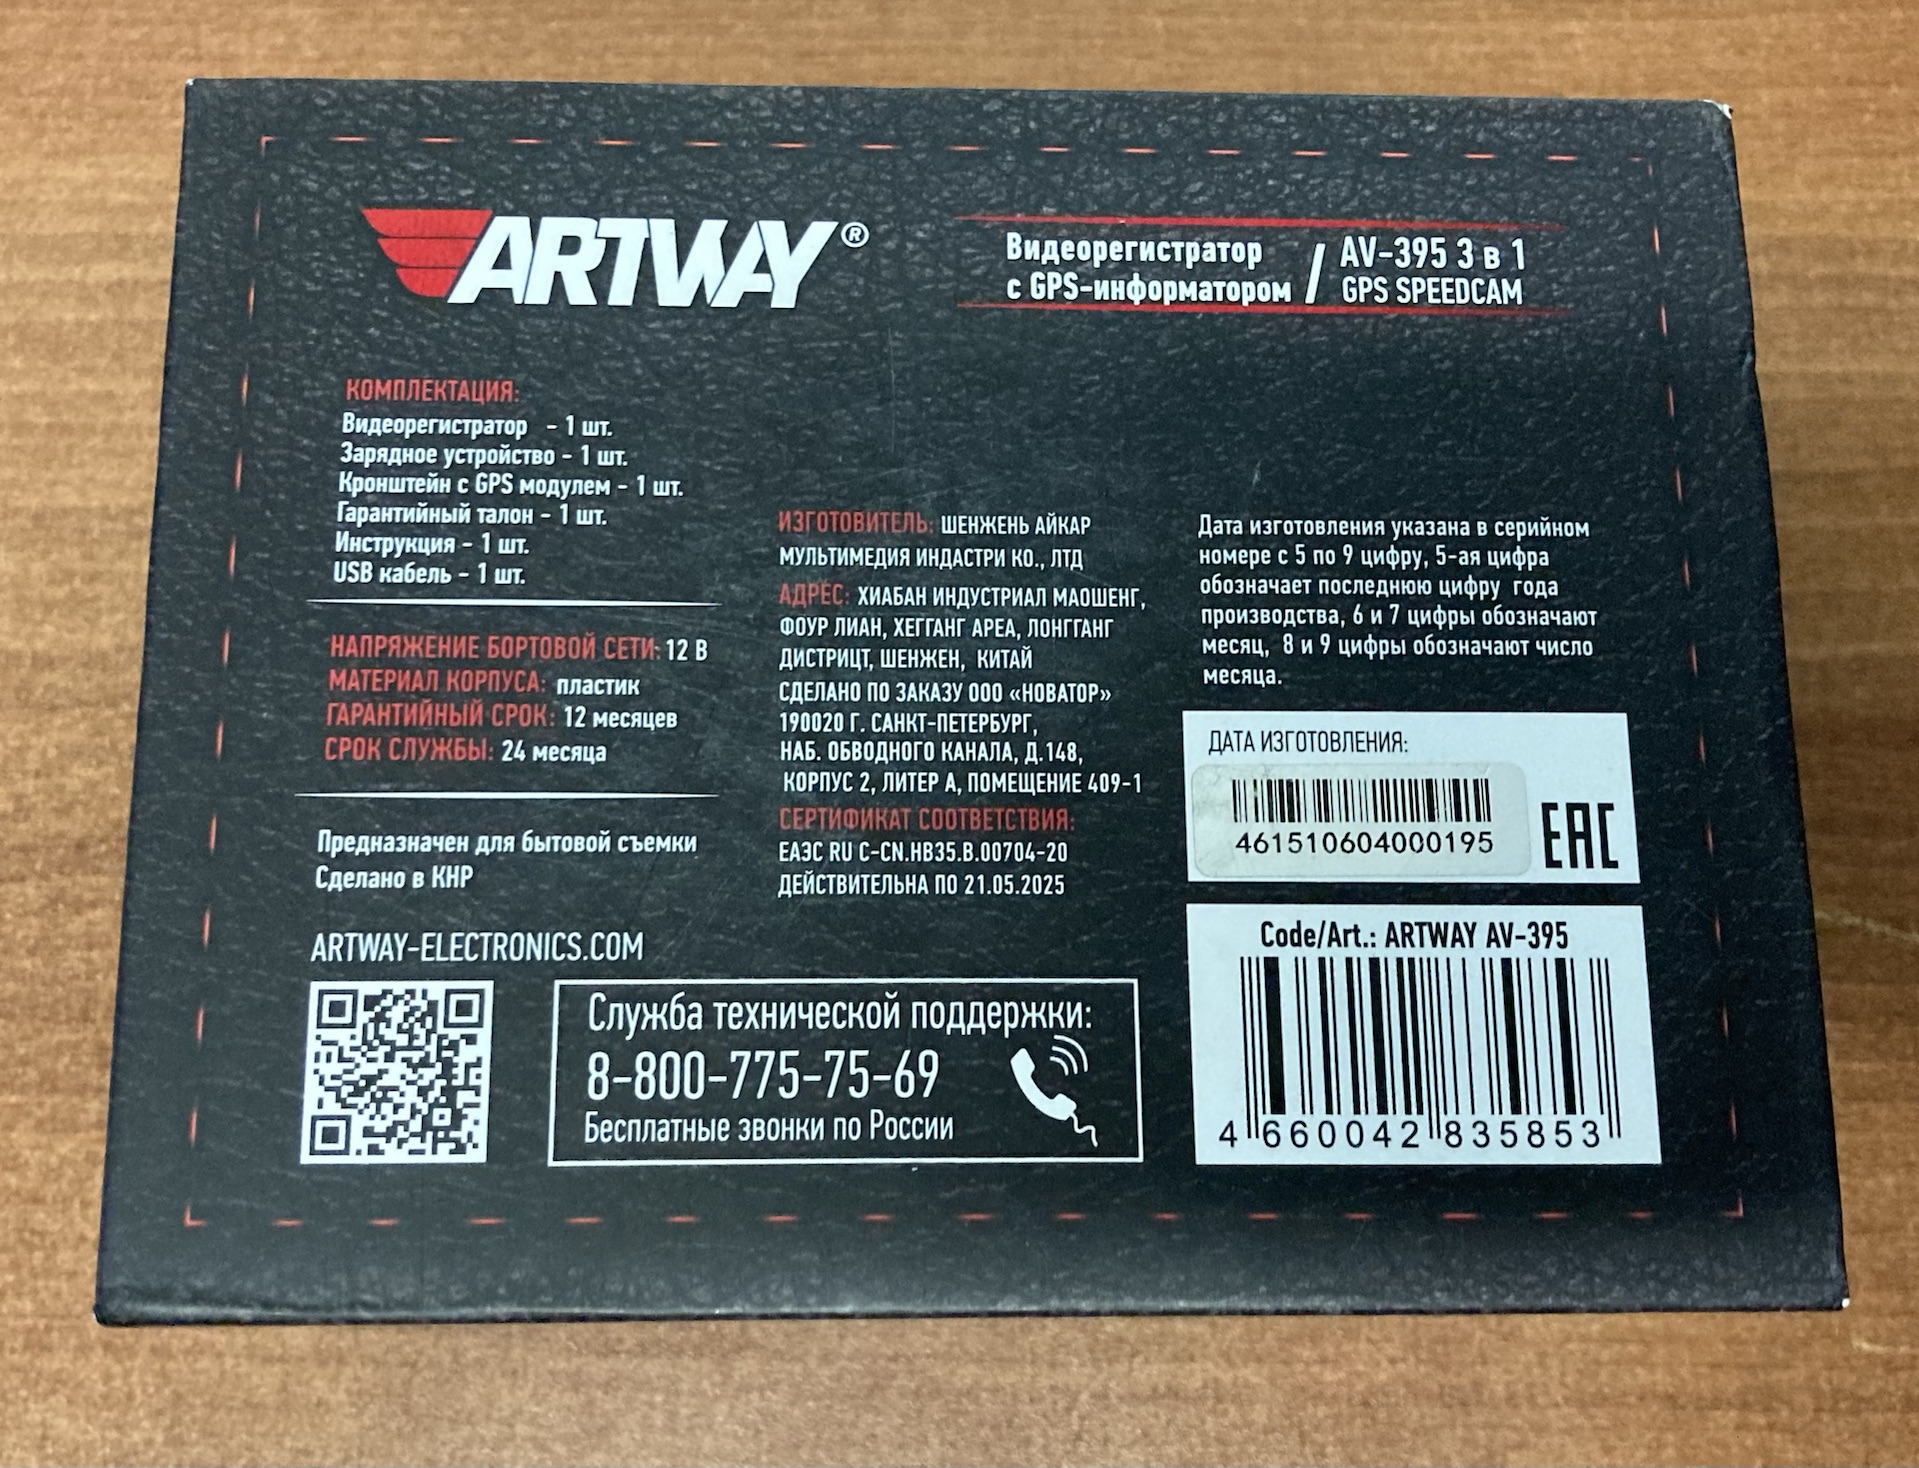 ARTWAY®
Видеорегистратор
с GPS-информатором
/
AV-395 3 в 1
GPS SPEEDCAM
КОМПЛЕКТАЦИЯ:
Видеорегистратор - 1 шт.
Зарядное устройство - 1 шт.
Кронштейн с GPS модулем - 1 шт.
Гарантийный талон - 1 шт.
Инструкция - 1 шт.
USB кабель - 1 шт.
НАПРЯЖЕНИЕ БОРТОВОЙ СЕТИ: 12 В
МАТЕРИАЛ КОРПУСА: пластик
ГАРАНТИЙНЫЙ СРОК: 12 месяцев
СРОК СЛУЖБЫ: 24 месяца
Предназначен для бытовой съемки
Сделано в КНР
ARTWAY-ELECTRONICS.COM
ИЗГОТОВИТЕЛЬ: ШЕНЖЕНЬ АЙКАР
МУЛЬТИМЕДИЯ ИНДАСТРИ КО., ЛТД
АДРЕС: ХИАБАН ИНДУСТРИАЛ МАОШЕНГ,
ФОУР ЛИАН, ХЕГГАНГ АРЕА, ЛОНГГАНГ
ДИСТРИЦТ, ШЕНЖЕН, КИТАЙ
СДЕЛАНО ПО ЗАКАЗУ ООО «НОВАТОР»
190020 Г. САНКТ-ПЕТЕРБУРГ,
НАБ. ОБВОДНОГО КАНАЛА, Д.148,
КОРПУС 2, ЛИТЕР А, ПОМЕЩЕНИЕ 409-1
СЕРТИФИКАТ СООТВЕТСТВИЯ:
ЕАЭС RU C-CN.HB35.B.00704-20
ДЕЙСТВИТЕЛЬНА ПО 21.05.2025
Служба технической поддержки:
8-800-775-75-69
Бесплатные звонки по России
Дата изготовления указана в серийном
номере с 5 по 9 цифру, 5-ая цифра
обозначает последнюю цифру года
производства, 6 и 7 цифры обозначают
месяц, 8 и 9 цифры обозначают число
месяца.
ДАТА ИЗГОТОВЛЕНИЯ:
461510604000195
EAC
Code/Art.: ARTWAY AV-395
4 660042 835853